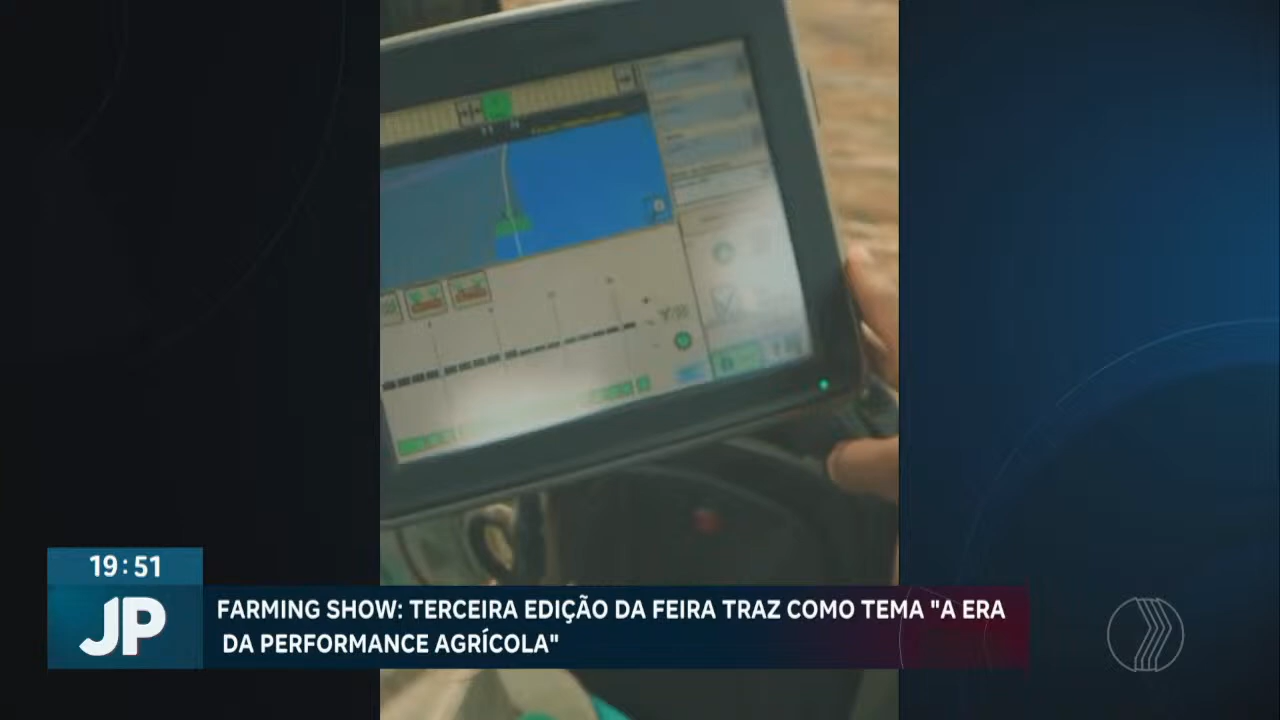 19:51
JP
FARMING SHOW: TERCEIRA EDIÇÃO DA FEIRA TRAZ COMO TEMA "A ERA
DA PERFORMANCE AGRÍCOLA"